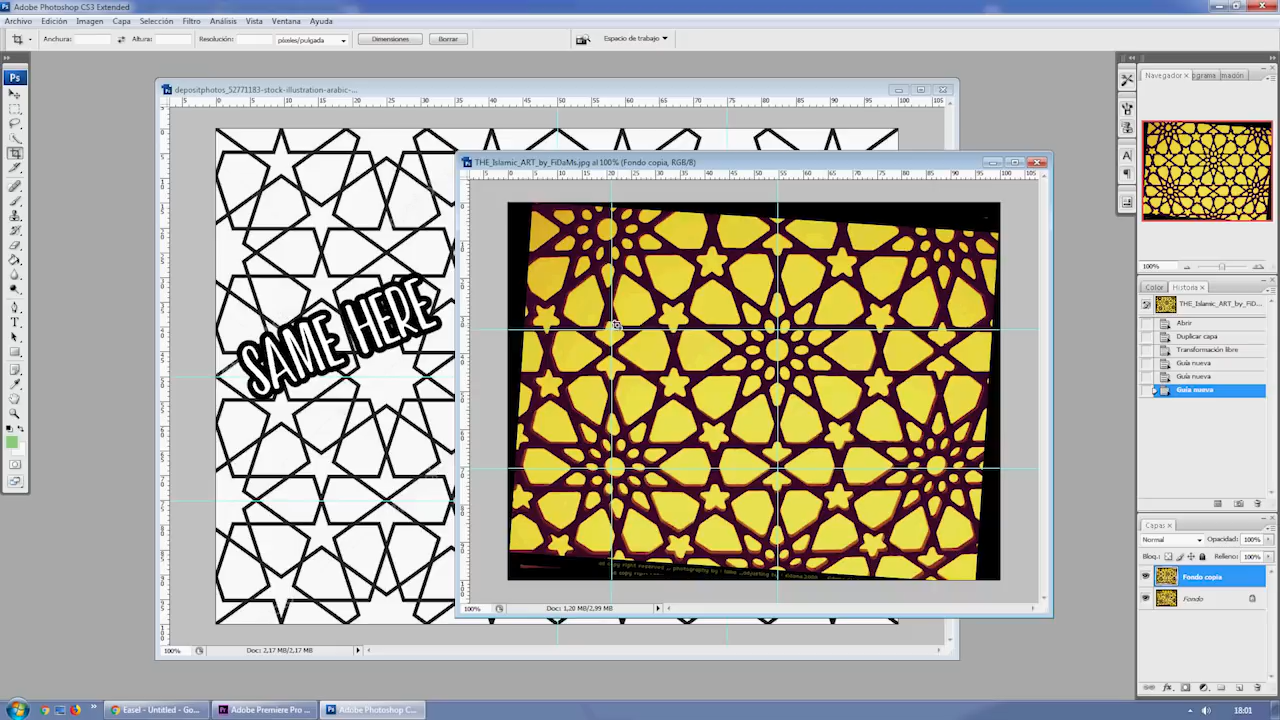 Adobe Photoshop CS3 Extended
Archivo Edición Imagen Capa Selección Filtro Análisis Vista Ventana Ayuda
Anchura: Altura: Resolución: píxeles/pulgada Dimensiones Borrar Espacio de trabajo
depositphotos_52771183-stock-illustration-arabic-...
THE_Islamic_ART_by_FiDaMs.jpg al 100% (Fondo copia, RGB/8)
SAME HERE
100% Doc: 1,20 MB/2,99 MB
100% Doc: 2,17 MB/2,17 MB
Navegador
100%
Color Historia
THE_Islamic_ART_by_FiD...
Abrir
Duplicar capa
Transformación libre
Guía nueva
Guía nueva
Guía nueva
Capas
Normal Opacidad: 100%
Bloq.: Relleno: 100%
Fondo copia
Fondo
Easel - Untitled - Go... Adobe Premiere Pro ... Adobe Photoshop C...
18:01